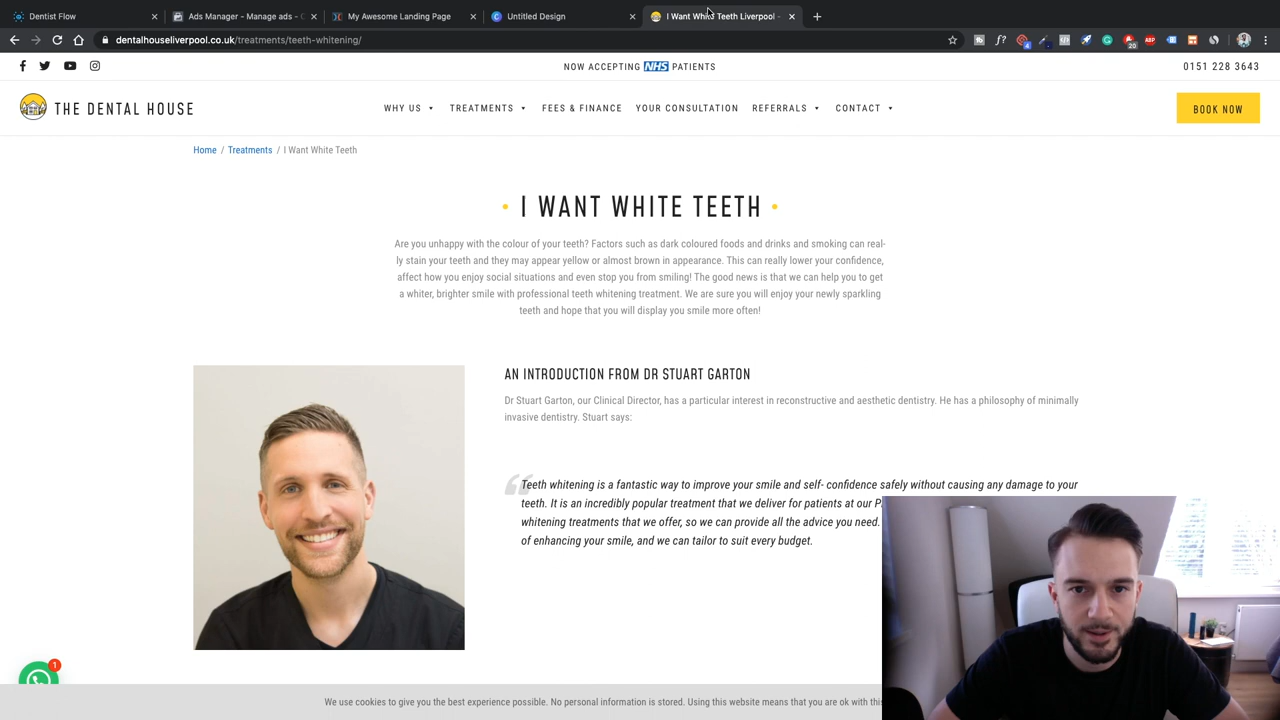 Dentist Flow
Ads Manager - Manage ads - C
My Awesome Landing Page
Untitled Design
I Want White Teeth Liverpool -
dentalhouseliverpool.co.uk/treatments/teeth-whitening/
NOW ACCEPTING NHS PATIENTS
0151 228 3643
THE DENTAL HOUSE
WHY US
TREATMENTS
FEES & FINANCE
YOUR CONSULTATION
REFERRALS
CONTACT
BOOK NOW
Home / Treatments / I Want White Teeth
I WANT WHITE TEETH
Are you unhappy with the colour of your teeth? Factors such as dark coloured foods and drinks and smoking can real-
ly stain your teeth and they may appear yellow or almost brown in appearance. This can really lower your confidence,
affect how you enjoy social situations and even stop you from smiling! The good news is that we can help you to get
a whiter, brighter smile with professional teeth whitening treatment. We are sure you will enjoy your newly sparkling
teeth and hope that you will display you smile more often!
AN INTRODUCTION FROM DR STUART GARTON
Dr Stuart Garton, our Clinical Director, has a particular interest in reconstructive and aesthetic dentistry. He has a philosophy of minimally
invasive dentistry. Stuart says:
Teeth whitening is a fantastic way to improve your smile and self- confidence safely without causing any damage to your
teeth. It is an incredibly popular treatment that we deliver for patients at our P
whitening treatments that we offer, so we can provide all the advice you need.
of enhancing your smile, and we can tailor to suit every budget.
1
We use cookies to give you the best experience possible. No personal information is stored. Using this website means that you are ok with this